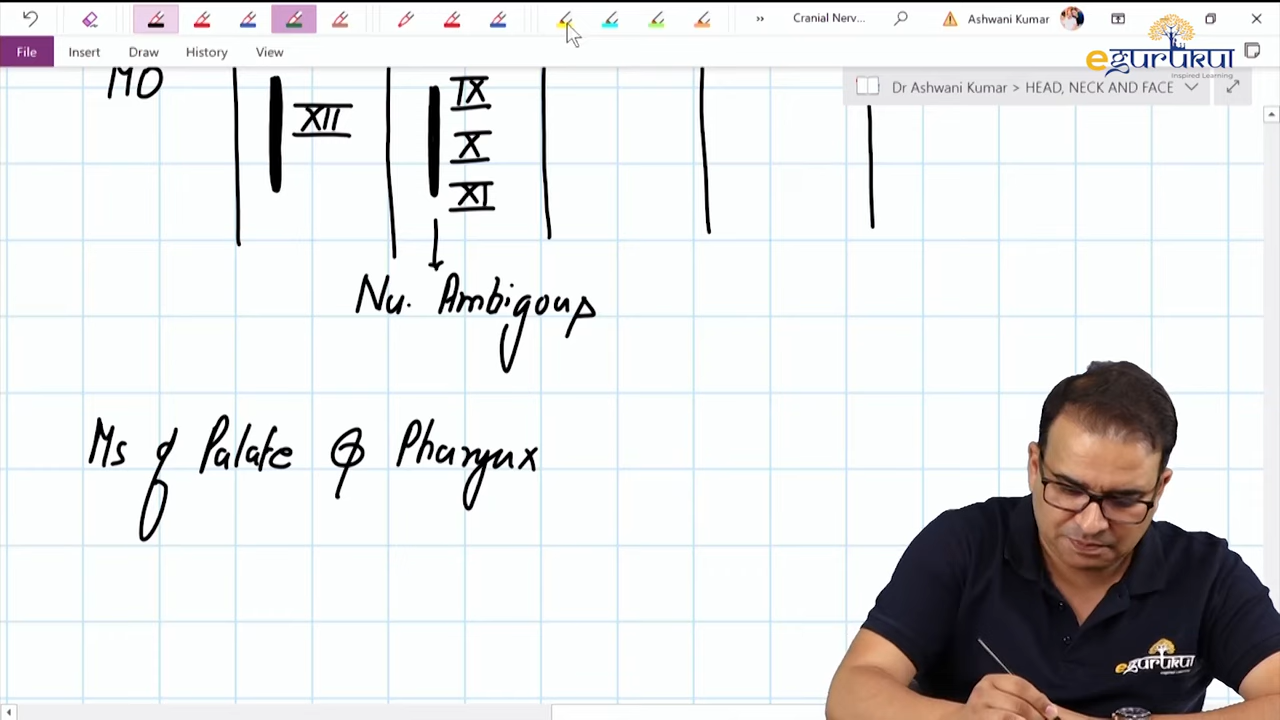 Cranial Nerv...
Ashwani Kumar
File Insert Draw History View
egurukul
Inspired Learning
Dr Ashwani Kumar > HEAD, NECK AND FACE
MO
XII
IX
X
XI
Nu. Ambigous
Ms of Palate & Pharynx
egurukul